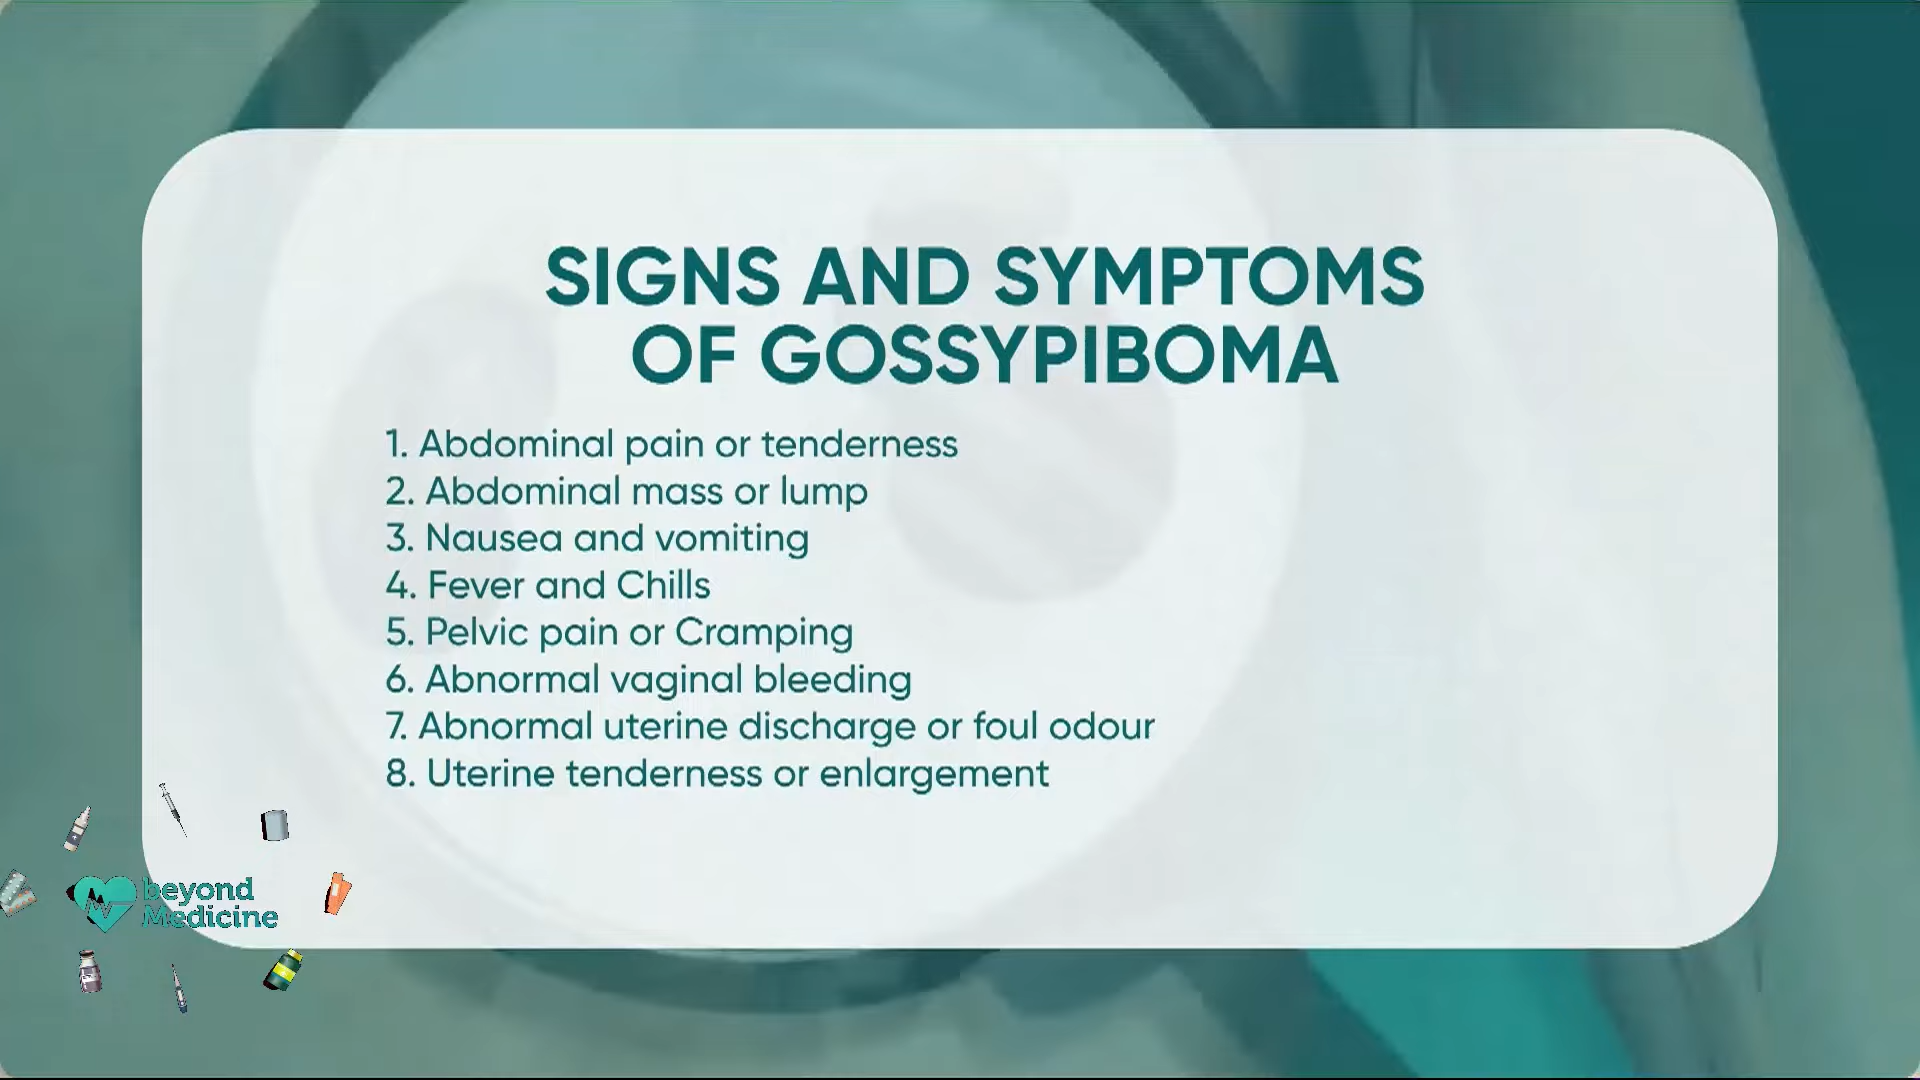 SIGNS AND SYMPTOMS
OF GOSSYPIBOMA
1. Abdominal pain or tenderness
2. Abdominal mass or lump
3. Nausea and vomiting
4. Fever and Chills
5. Pelvic pain or Cramping
6. Abnormal vaginal bleeding
7. Abnormal uterine discharge or foul odour
8. Uterine tenderness or enlargement
beyond
Medicine